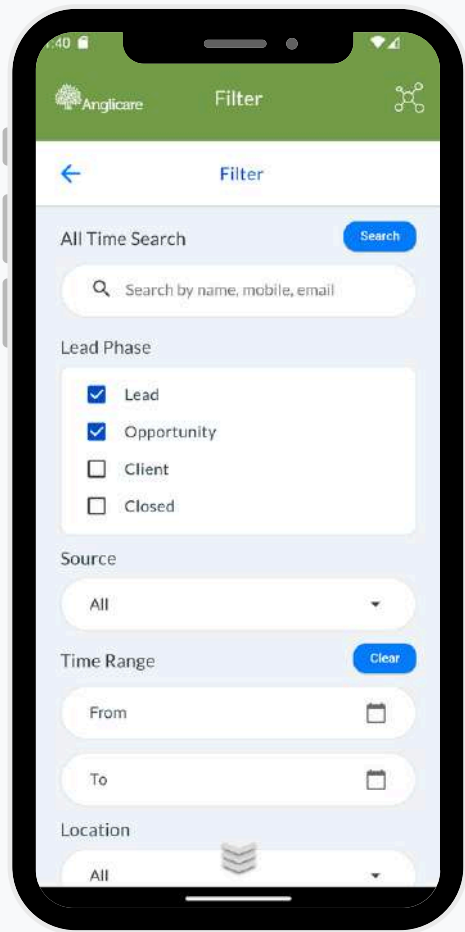 :40
Anglicare
Filter
Filter
All Time Search
Search
Search by name, mobile, email
Lead Phase
Lead
Opportunity
Client
Closed
Source
All
Time Range
Clear
From
To
Location
All